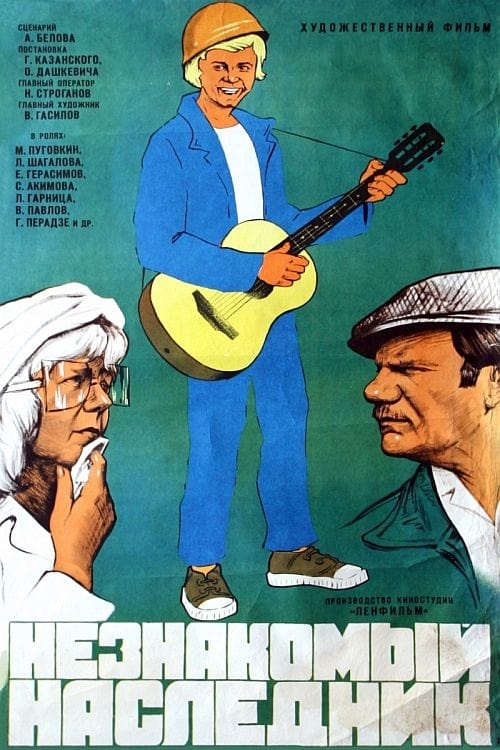 СЦЕНАРИЙ
А. БЕЛОВА
ПОСТАНОВКА
Г. КАЗАНСКОГО,
О. ДАШКЕВИЧА
ГЛАВНЫЙ ОПЕРАТОР
Н. СТРОГАНОВ
ГЛАВНЫЙ ХУДОЖНИК
В. ГАСИЛОВ
В РОЛЯХ:
М. ПУГОВКИН,
Л. ШАГАЛОВА,
Е. ГЕРАСИМОВ,
С. АКИМОВА,
Л. ГАРНИЦА,
В. ПАВЛОВ,
Г. ПЕРАДЗЕ И ДР.
ХУДОЖЕСТВЕННЫЙ ФИЛЬМ
ПРОИЗВОДСТВО КИНОСТУДИИ
«ЛЕНФИЛЬМ»
НЕЗНАКОМЫЙ
НАСЛЕДНИК